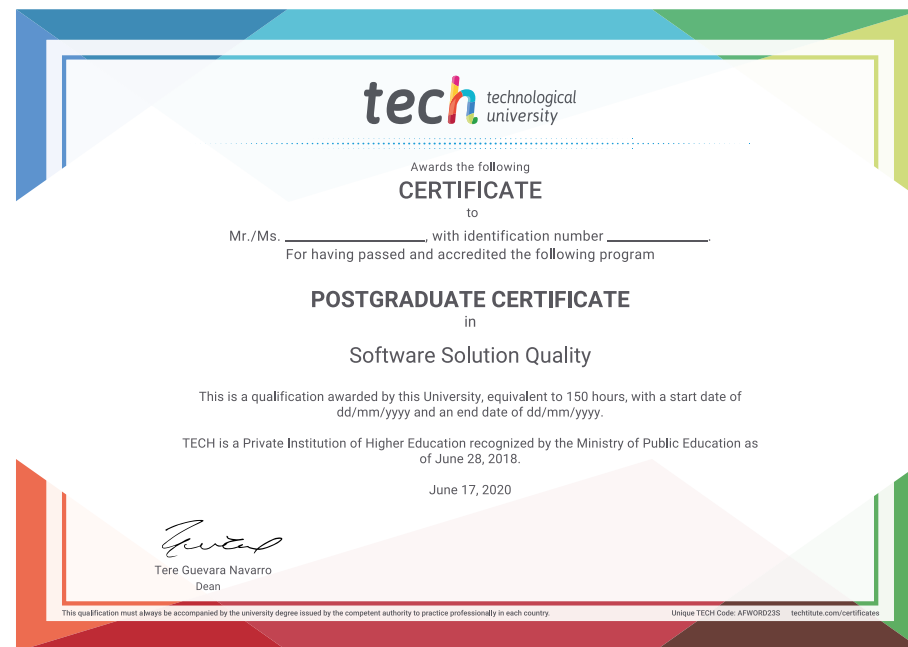 tech technological
university
Awards the following
CERTIFICATE
to
Mr./Ms. ____________________, with identification number ______________.
For having passed and accredited the following program
POSTGRADUATE CERTIFICATE
in
Software Solution Quality
This is a qualification awarded by this University, equivalent to 150 hours, with a start date of
dd/mm/yyyy and an end date of dd/mm/yyyy.
TECH is a Private Institution of Higher Education recognized by the Ministry of Public Education as
of June 28, 2018.
June 17, 2020
Tere Guevara Navarro
Dean
This qualification must always be accompanied by the university degree issued by the competent authority to practice professionally in each country. Unique TECH Code: AFWORD23S techtitute.com/certificates